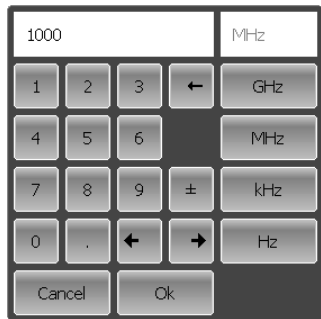 1000 MHz
1 2 3 ← GHz
4 5 6 MHz
7 8 9 ± kHz
0 . ← → Hz
Cancel Ok